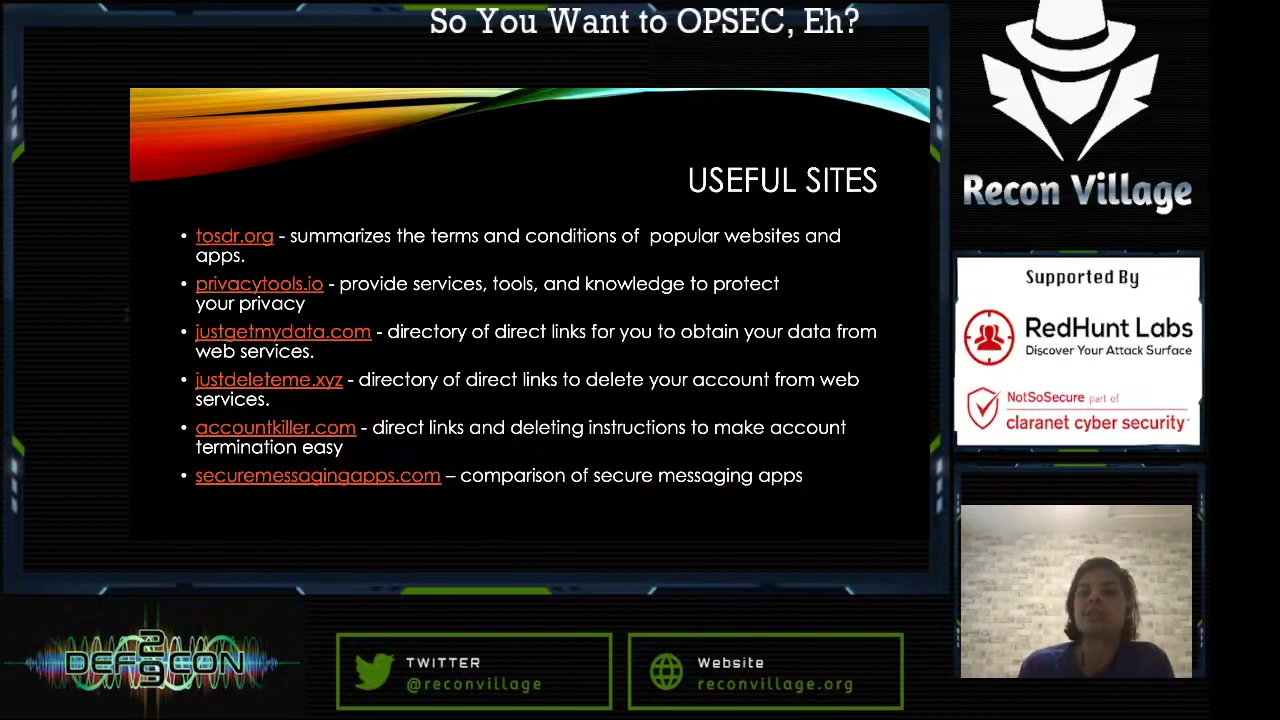 So You Want to OPSEC, Eh?
USEFUL SITES
• tosdr.org - summarizes the terms and conditions of  popular websites and
apps.
• privacytools.io - provide services, tools, and knowledge to protect
your privacy
• justgetmydata.com - directory of direct links for you to obtain your data from
web services.
• justdeleteme.xyz - directory of direct links to delete your account from web
services.
• accountkiller.com - direct links and deleting instructions to make account
termination easy
• securemessagingapps.com – comparison of secure messaging apps
Recon Village
Supported By
RedHunt Labs
Discover Your Attack Surface
NotSoSecure part of
claranet cyber security
DEF CON
29
TWITTER
@reconvillage
Website
reconvillage.org